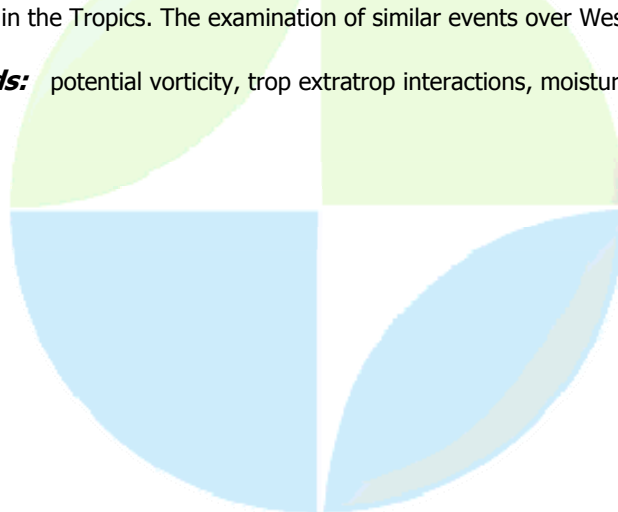 in the Tropics. The examination of similar events over Wes
ds: potential vorticity, trop extratrop interactions, moistur